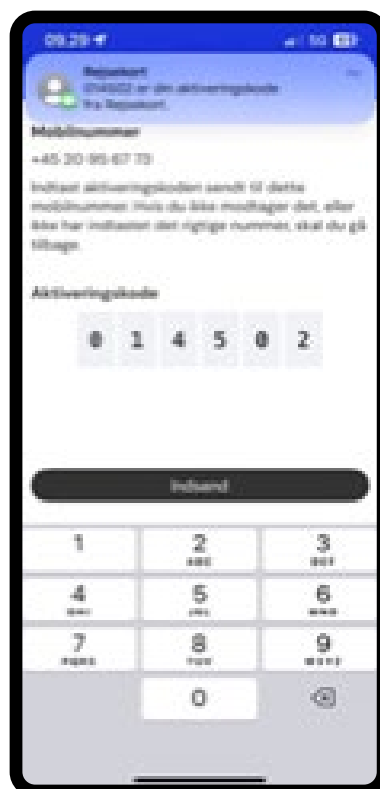 09.29
5G
Rejsekort
014502 er din aktiveringskode
fra Rejsekort.
Mobilnummer
+45 20 95 67 73
Indtast aktiveringskoden sendt til dette
mobilnummer. Hvis du ikke modtager det, eller
ikke har indtastet det rigtige nummer, skal du gå
tilbage.
Aktiveringskode
0 1 4 5 0 2
Indsend
1 2 3
ABC DEF
4 5 6
GHI JKL MNO
7 8 9
PQRS TUV WXYZ
0